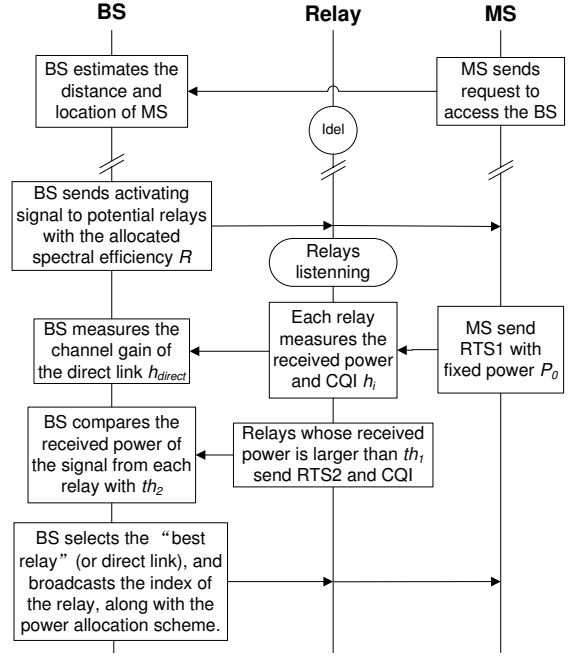 BS
Relay
MS
BS estimates the
distance and
location of MS
MS sends
request to
access the BS
Idel
BS sends activating
signal to potential relays
with the allocated
spectral efficiency R
Relays
listenning
BS measures the
channel gain of
the direct link h_direct
Each relay
measures the
received power
and CQI h_i
MS send
RTS1 with
fixed power P_0
BS compares the
received power of
the signal from each
relay with th_2
Relays whose received
power is larger than th_1
send RTS2 and CQI
BS selects the “best
relay” (or direct link), and
broadcasts the index of
the relay, along with the
power allocation scheme.